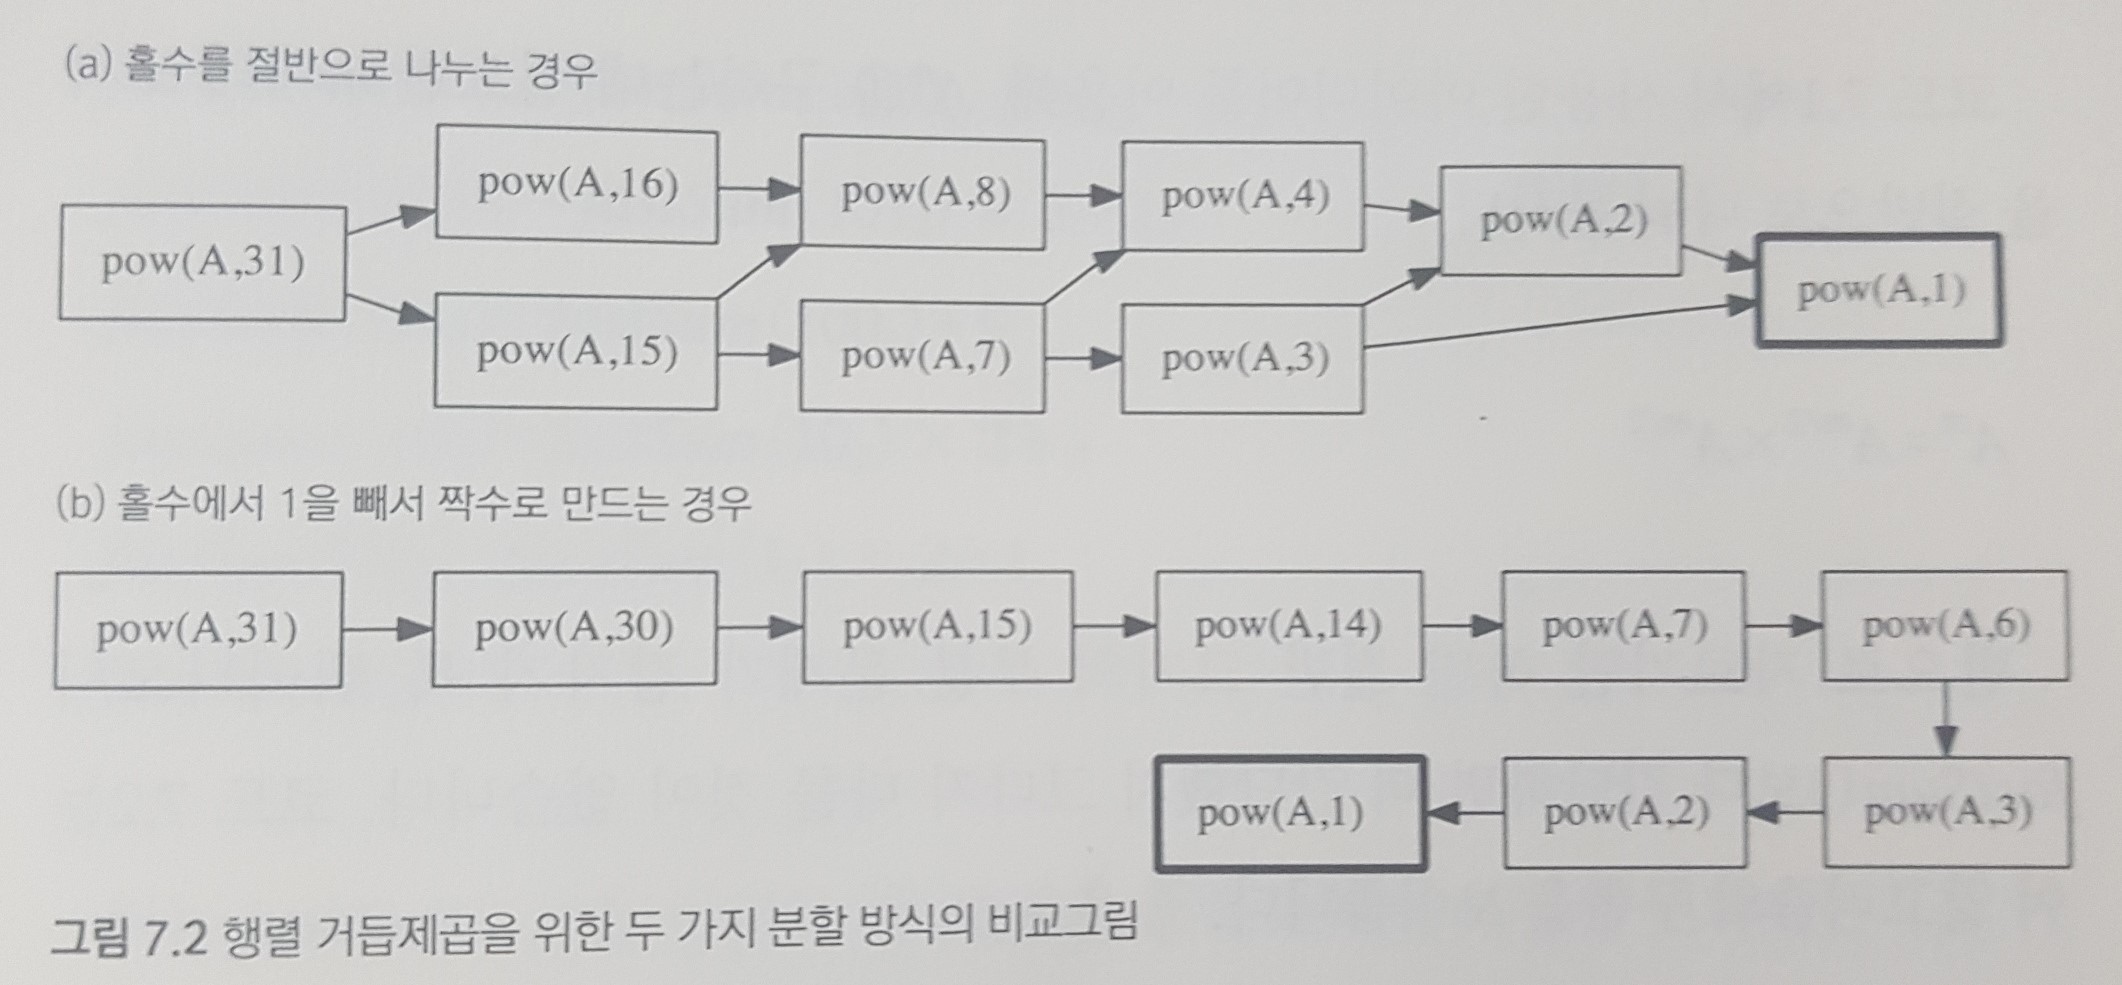 (a) 홀수를 절반으로 나누는 경우
pow(A,31)
pow(A,16)
pow(A,8)
pow(A,4)
pow(A,2)
pow(A,1)
pow(A,15)
pow(A,7)
pow(A,3)
(b) 홀수에서 1을 빼서 짝수로 만드는 경우
pow(A,31)
pow(A,30)
pow(A,15)
pow(A,14)
pow(A,7)
pow(A,6)
pow(A,1)
pow(A,2)
pow(A,3)
그림 7.2 행렬 거듭제곱을 위한 두 가지 분할 방식의 비교그림